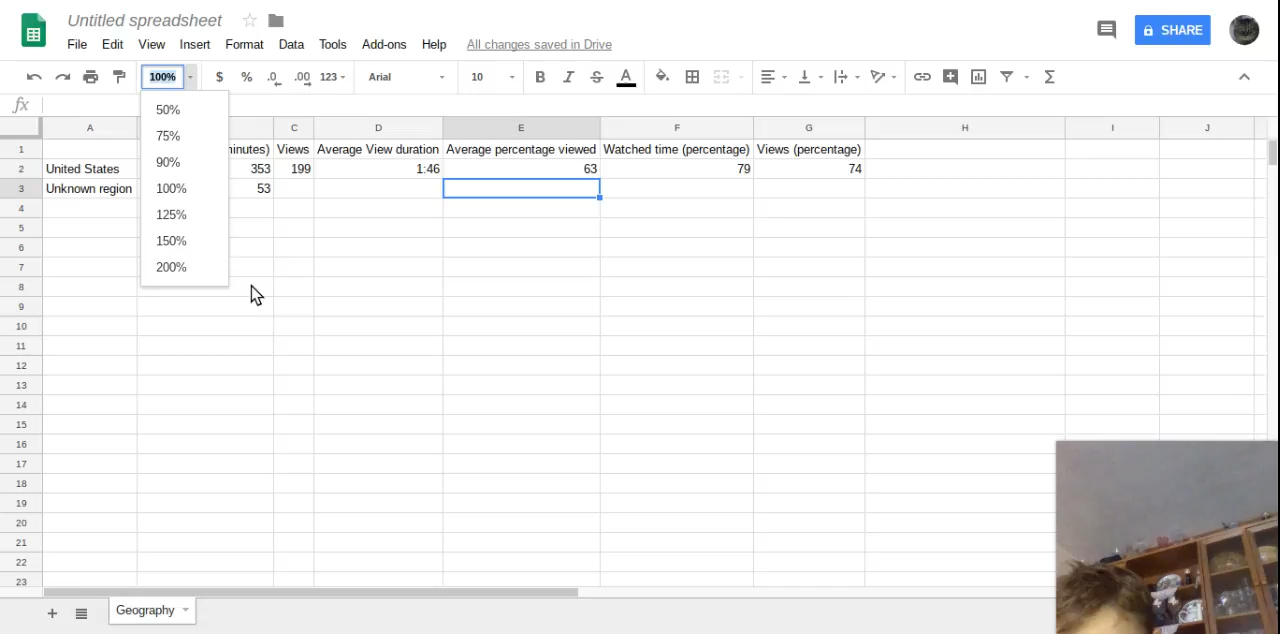 Untitled spreadsheet
File Edit View Insert Format Data Tools Add-ons Help All changes saved in Drive
SHARE
100% $ % .0 .00 123 Arial 10 B I S A Σ
fx
50%
75%
90%
100%
125%
150%
200%
A C D E F G H I J
1 inutes) Views Average View duration Average percentage viewed Watched time (percentage) Views (percentage)
2 United States 353 199 1:46 63 79 74
3 Unknown region 53
4
5
6
7
8
9
10
11
12
13
14
15
16
17
18
19
20
21
22
23
+ Geography